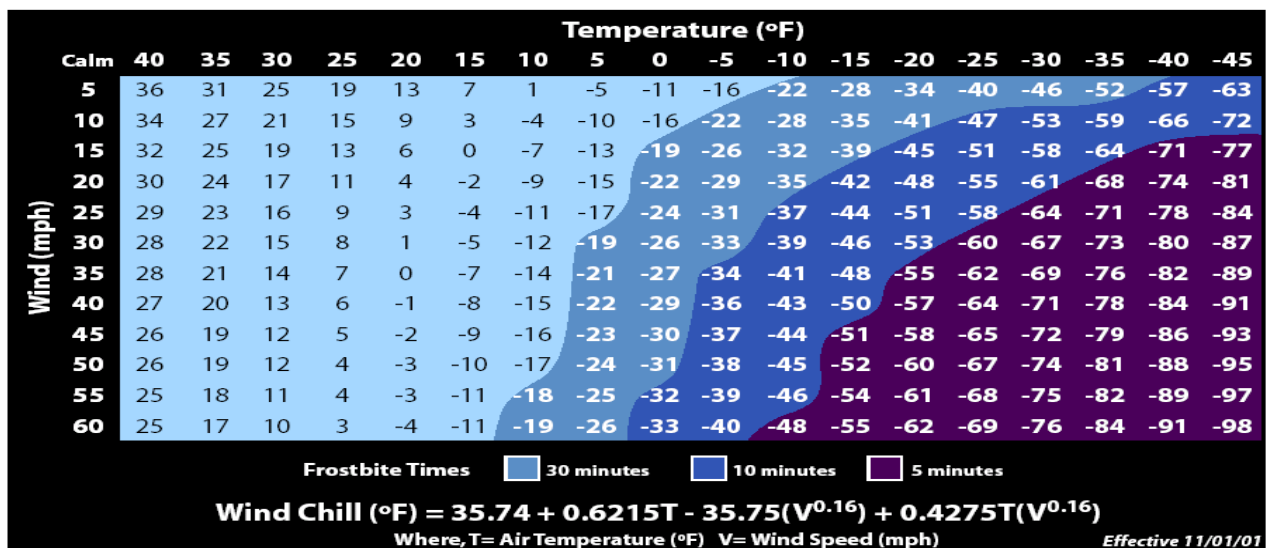 Temperature (ºF)
Calm 40 35 30 25 20 15 10 5 0 -5 -10 -15 -20 -25 -30 -35 -40 -45
5 36 31 25 19 13 7 1 -5 -11 -16 -22 -28 -34 -40 -46 -52 -57 -63
10 34 27 21 15 9 3 -4 -10 -16 -22 -28 -35 -41 -47 -53 -59 -66 -72
15 32 25 19 13 6 0 -7 -13 -19 -26 -32 -39 -45 -51 -58 -64 -71 -77
20 30 24 17 11 4 -2 -9 -15 -22 -29 -35 -42 -48 -55 -61 -68 -74 -81
25 29 23 16 9 3 -4 -11 -17 -24 -31 -37 -44 -51 -58 -64 -71 -78 -84
30 28 22 15 8 1 -5 -12 -19 -26 -33 -39 -46 -53 -60 -67 -73 -80 -87
35 28 21 14 7 0 -7 -14 -21 -27 -34 -41 -48 -55 -62 -69 -76 -82 -89
40 27 20 13 6 -1 -8 -15 -22 -29 -36 -43 -50 -57 -64 -71 -78 -84 -91
45 26 19 12 5 -2 -9 -16 -23 -30 -37 -44 -51 -58 -65 -72 -79 -86 -93
50 26 19 12 4 -3 -10 -17 -24 -31 -38 -45 -52 -60 -67 -74 -81 -88 -95
55 25 18 11 4 -3 -11 -18 -25 -32 -39 -46 -54 -61 -68 -75 -82 -89 -97
60 25 17 10 3 -4 -11 -19 -26 -33 -40 -48 -55 -62 -69 -76 -84 -91 -98
Wind (mph)
Frostbite Times 30 minutes 10 minutes 5 minutes
Wind Chill (ºF) = 35.74 + 0.6215T - 35.75(V^0.16) + 0.4275T(V^0.16)
Where, T= Air Temperature (ºF) V= Wind Speed (mph) Effective 11/01/01